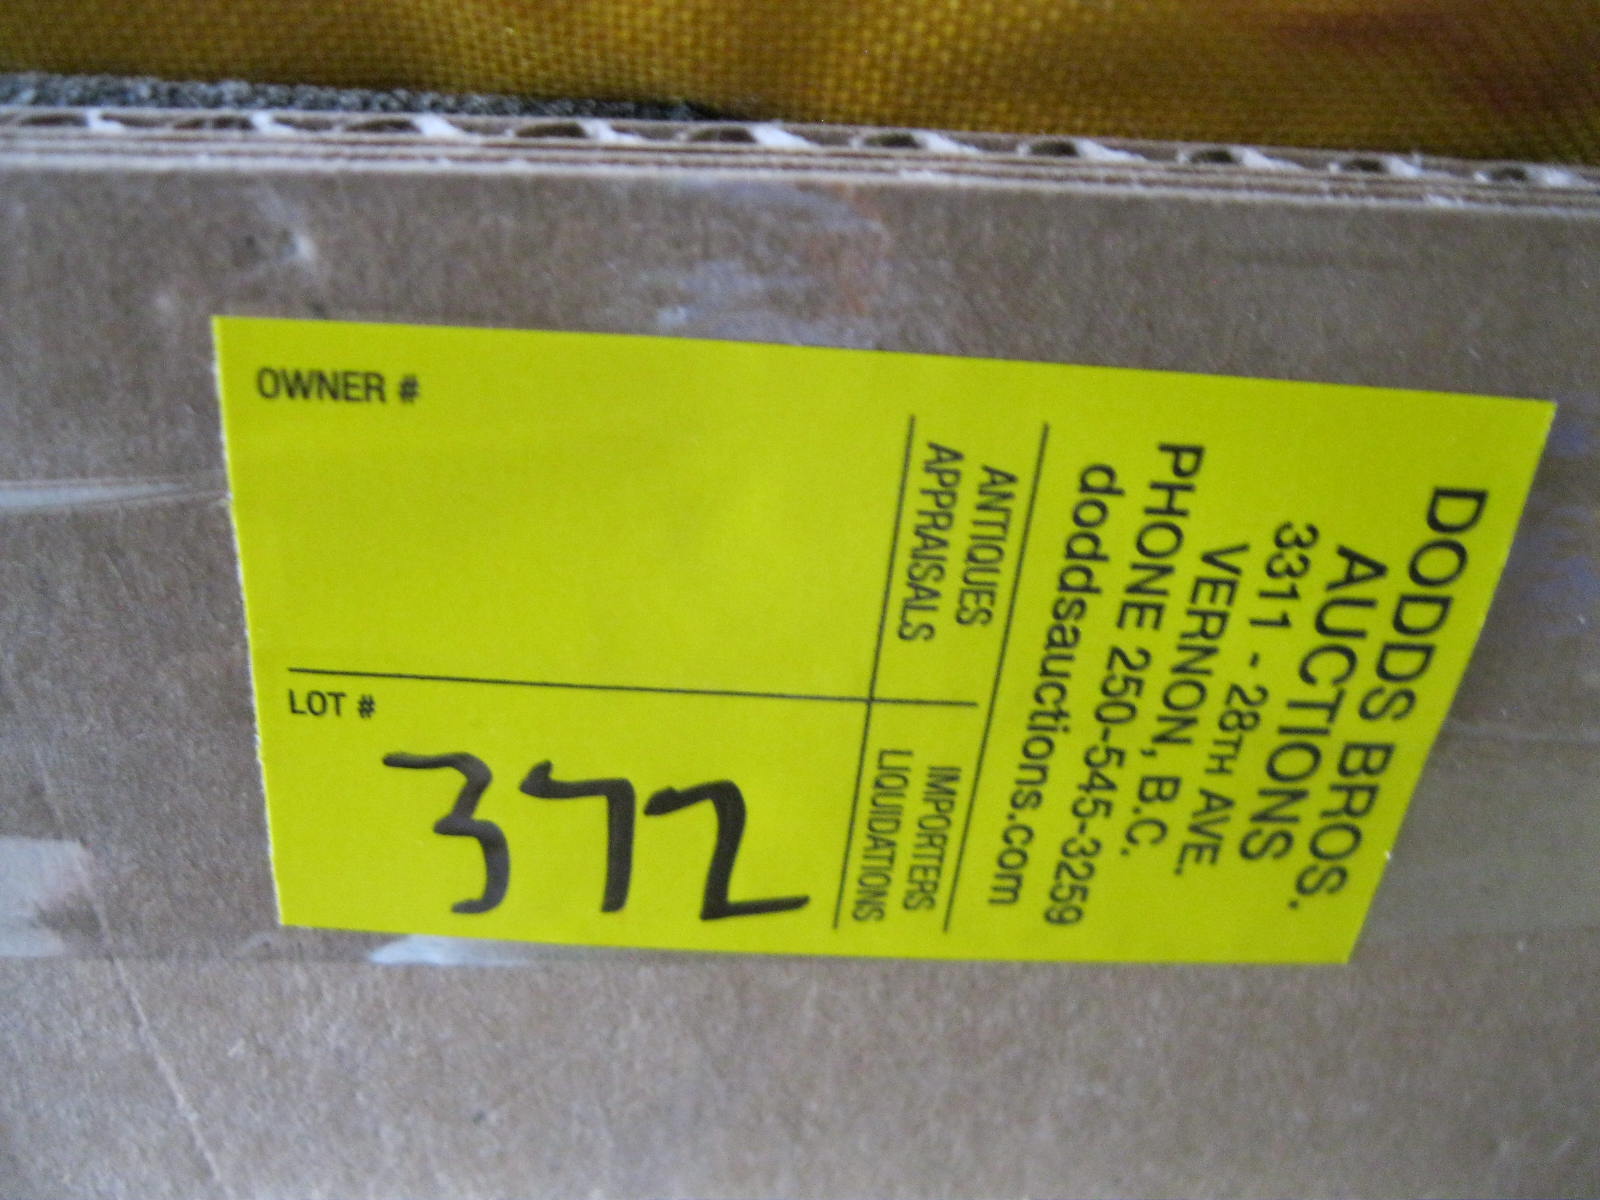 DODDS BROS.
AUCTIONS
3311 - 28TH AVE.
VERNON, B.C.
PHONE 250-545-3259
doddsauctions.com
ANTIQUES
APPRAISALS
IMPORTERS
LIQUIDATIONS
OWNER #
LOT #
372